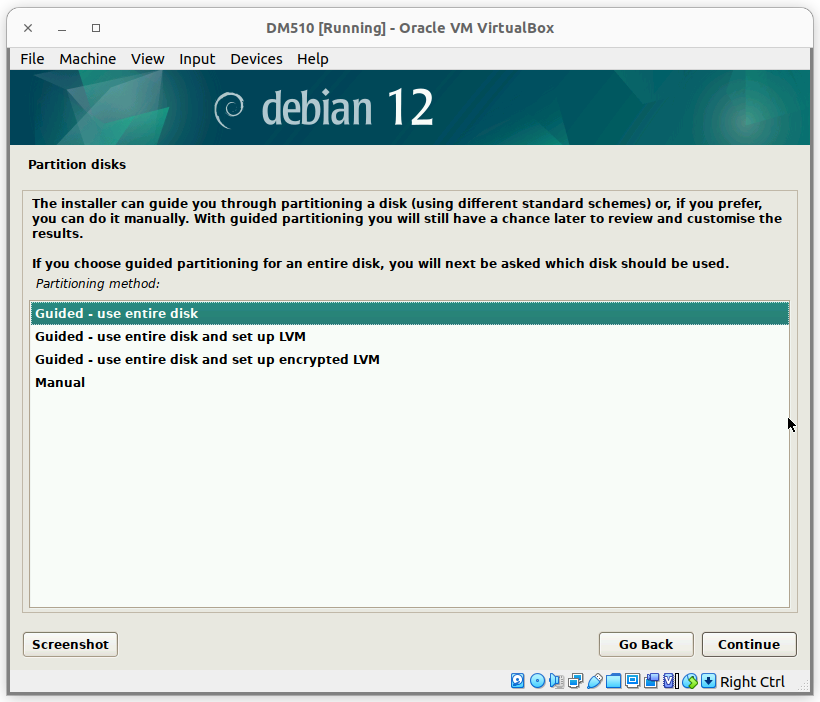 DM510 [Running] - Oracle VM VirtualBox
File Machine View Input Devices Help
debian 12
Partition disks
The installer can guide you through partitioning a disk (using different standard schemes) or, if you prefer,
you can do it manually. With guided partitioning you will still have a chance later to review and customise the
results.
If you choose guided partitioning for an entire disk, you will next be asked which disk should be used.
Partitioning method:
Guided - use entire disk
Guided - use entire disk and set up LVM
Guided - use entire disk and set up encrypted LVM
Manual
Screenshot Go Back Continue
Right Ctrl